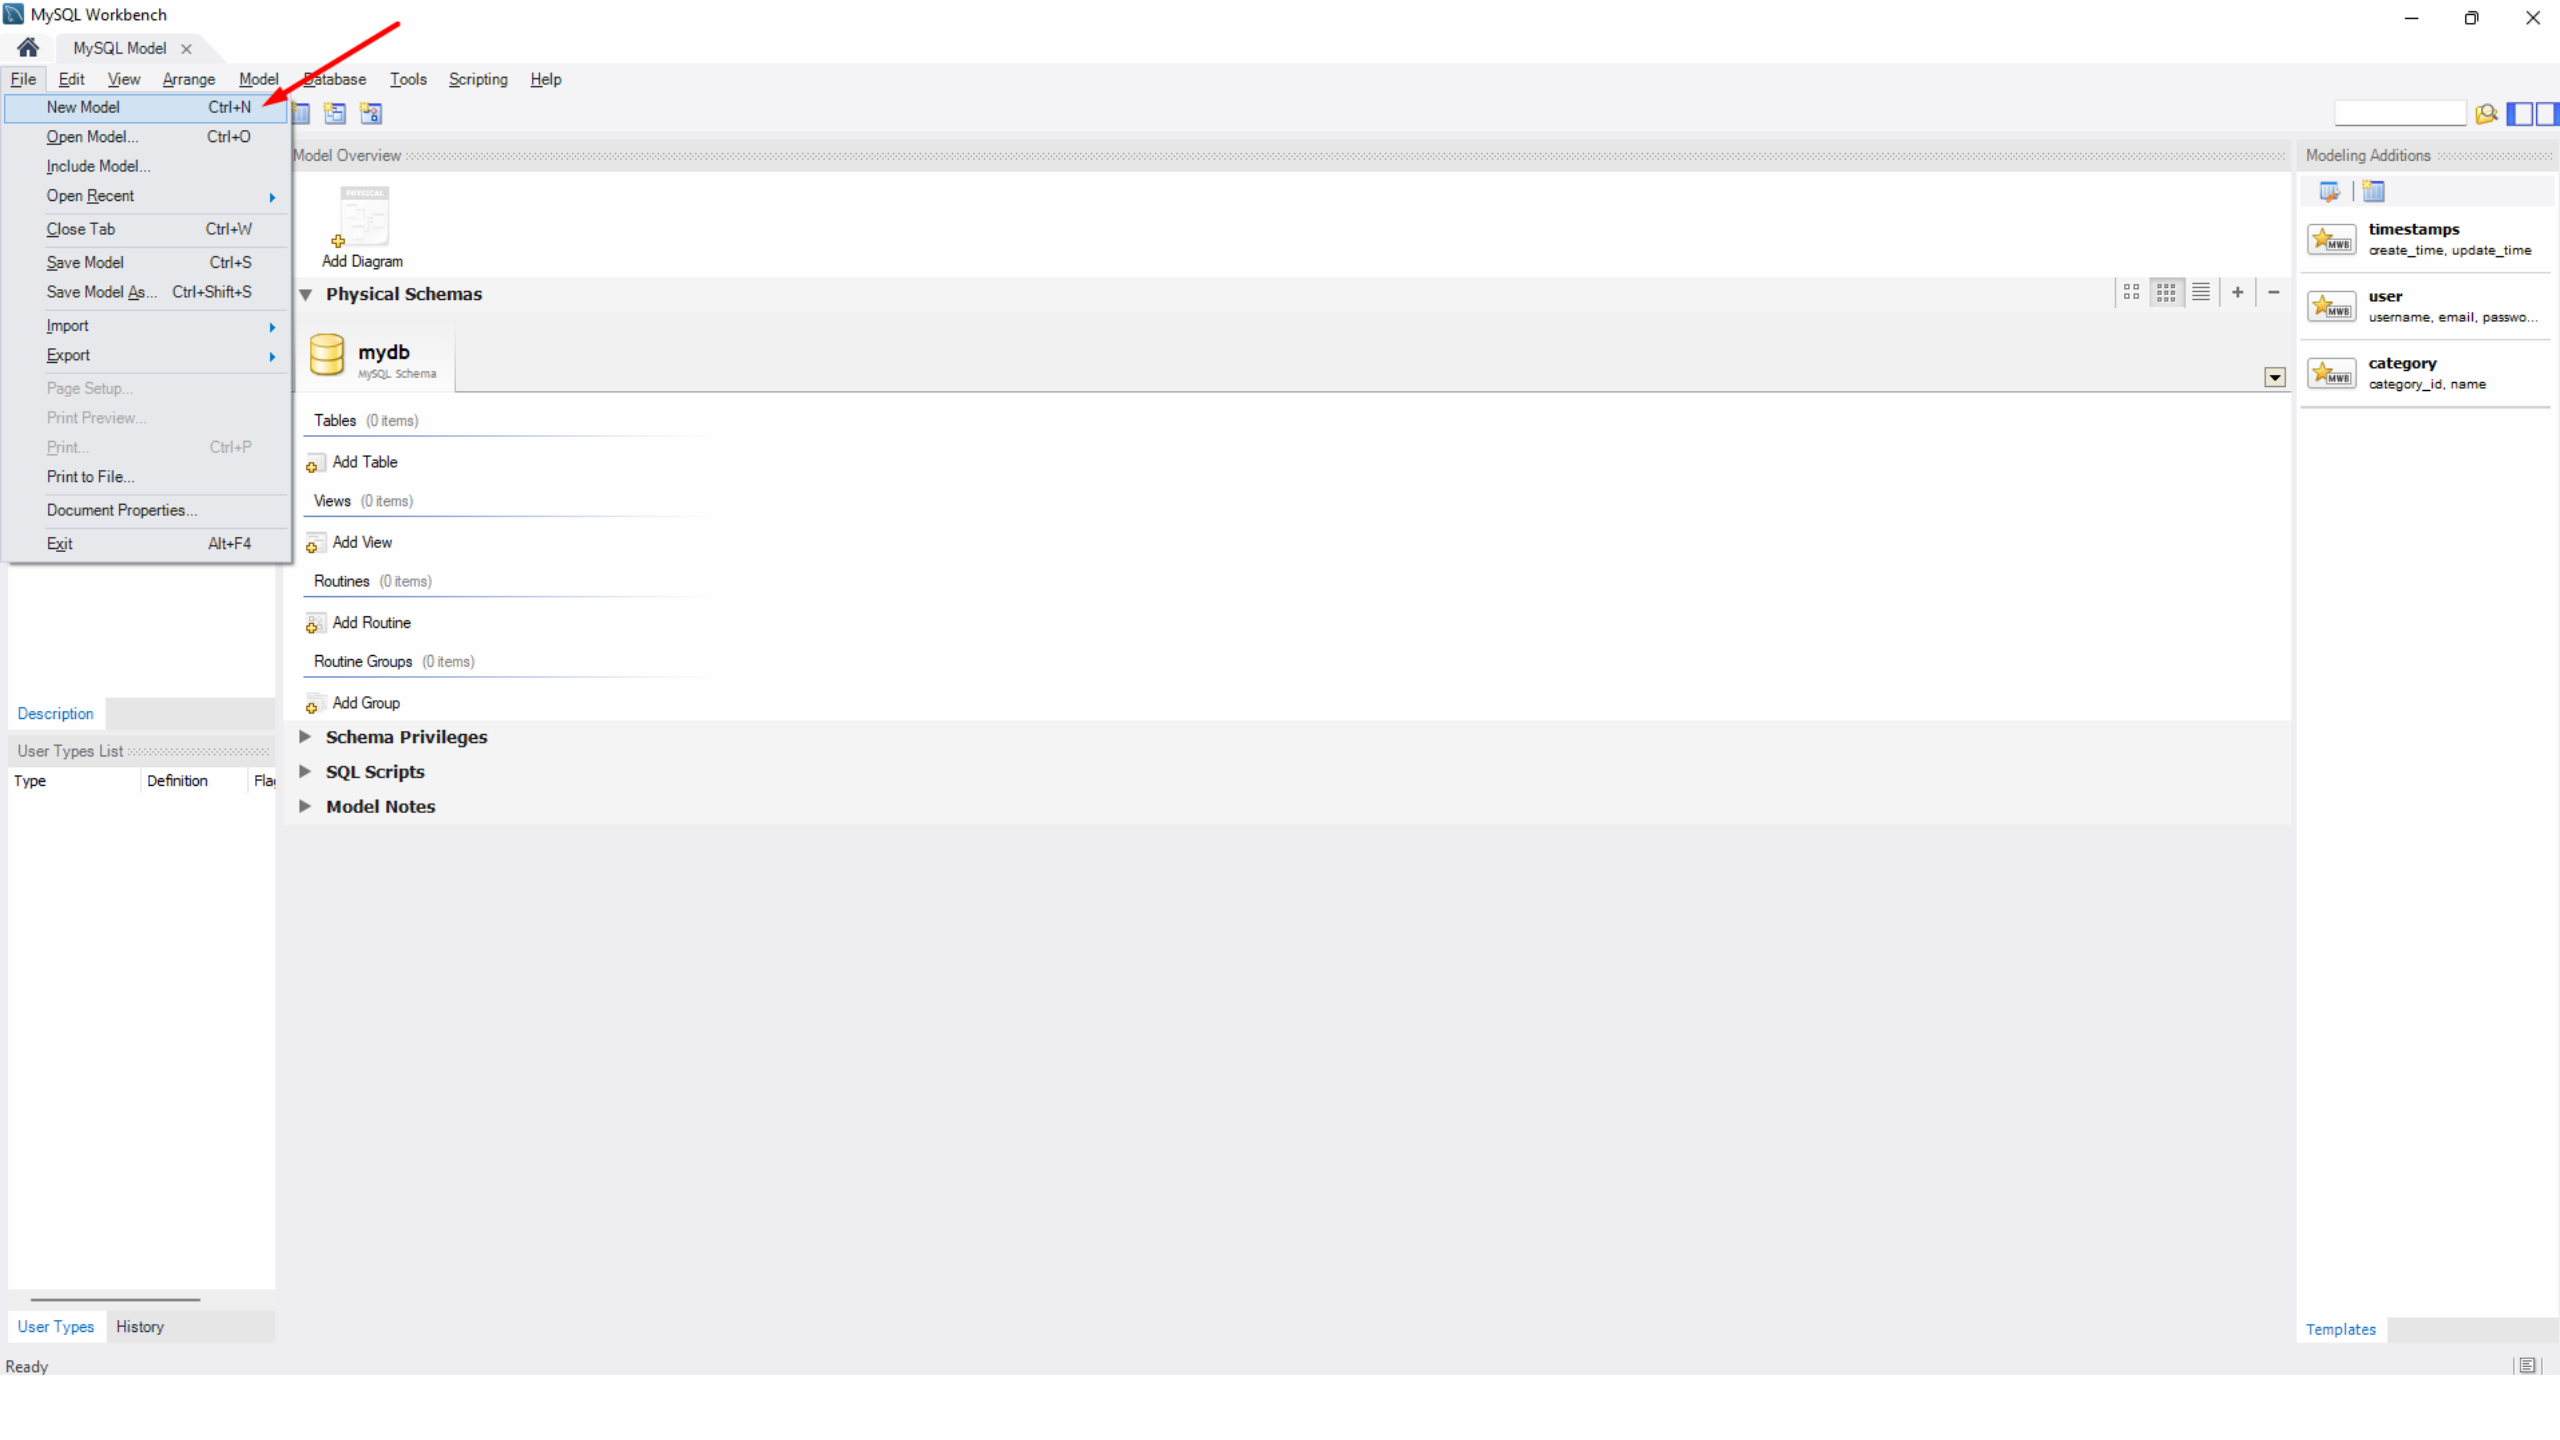 MySQL Workbench
MySQL Model
File Edit View Arrange Model Database Tools Scripting Help
New Model Ctrl+N
Open Model... Ctrl+O
Include Model...
Open Recent
Close Tab Ctrl+W
Save Model Ctrl+S
Save Model As... Ctrl+Shift+S
Import
Export
Page Setup...
Print Preview...
Print... Ctrl+P
Print to File...
Document Properties...
Exit Alt+F4
Description
User Types List
Type Definition Flag
User Types History
Ready
Model Overview
PHYSICAL
Add Diagram
Physical Schemas
mydb
MySQL Schema
Tables (0 items)
Add Table
Views (0 items)
Add View
Routines (0 items)
Add Routine
Routine Groups (0 items)
Add Group
Schema Privileges
SQL Scripts
Model Notes
Modeling Additions
MWB timestamps
create_time, update_time
MWB user
username, email, passwo...
MWB category
category_id, name
Templates